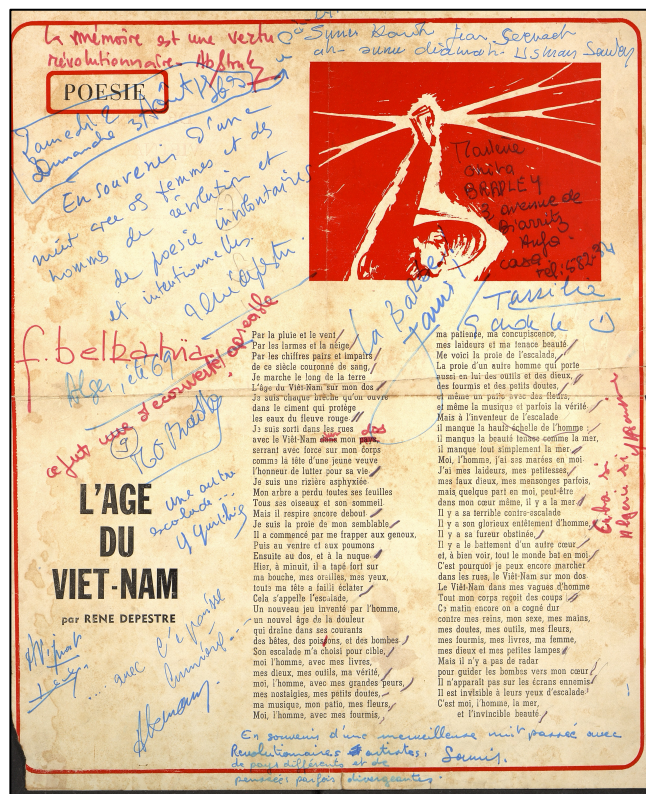 La mémoire est une vertu
révolutionnaire.
POESIE
Samedi 2
Dimanche 3 Août 1969
En souvenir d'une
nuit avec 03 femmes et des
hommes de révolution et
de poésie involontaires
et intentionnelles.
Marlene
BRADLEY
2 avenue de
Biarritz
Anfa
casa
tél: 582-94
Tassilia
La Barbe
f. belkahia
Alger, été 69
ce fut une découverte agréable
une autre
escalade...
Cuba si
Algérie si
L'AGE
DU
VIET-NAM
par RENE DEPESTRE
... avec l'épaisse
lumière...
Par la pluie et le vent
Par les larmes et la neige,
Par les chiffres pairs et impairs
de ce siècle couronné de sang,
Je marche le long de la terre
L'âge du Viêt-Nam sur mon dos
Je suis chaque brèche qu'on ouvre
dans le ciment qui protège
les eaux du fleuve rouge
Je suis sorti dans les rues
avec le Viêt-Nam dans mon pays,
serrant avec force sur mon corps
comme la tête d'une jeune veuve
l'honneur de lutter pour sa vie
Je suis une rizière asphyxiée
Mon arbre a perdu toutes ses feuilles
Tous ses oiseaux et son sommeil
Mais il respire encore debout
Je suis la proie de mon semblable
Il a commencé par me frapper aux genoux,
Puis au ventre et aux poumons
Ensuite au dos, et à la nuque
Hier, à minuit, il a tapé fort sur
ma bouche, mes oreilles, mes yeux,
toute ma tête a failli éclater
Cela s'appelle l'escalade,
Un nouveau jeu inventé par l'homme,
un nouvel âge de la douleur
qui draîne dans ses courants
des bêtes, des poissons, et des bombes
Son escalade m'a choisi pour cible,
moi l'homme, avec mes livres,
mes dieux, mes outils, ma vérité,
moi, l'homme, avec mes grandes peurs,
mes nostalgies, mes petits doutes,
ma musique, mon patio, mes fleurs,
Moi, l'homme, avec mes fourmis,
ma patience, ma concupiscence,
mes laideurs et ma tenace beauté.
Me voici la proie de l'escalade,
La proie d'un autre homme qui porte
aussi en lui des outils et des dieux,
des fourmis et des petits doutes,
et même un patio avec des fleurs,
et même la musique et parfois la vérité
Mais à l'inventeur de l'escalade
il manque la haute échelle de l'homme :
il manque la beauté tenace comme la mer,
il manque tout simplement la mer.
Moi, l'homme, j'ai ses marées en moi
J'ai mes laideurs, mes petitesses,
mes faux dieux, mes mensonges parfois,
mais quelque part en moi, peut-être
dans mon cœur même, il y a la mer
Il y a sa terrible contre-escalade
Il y a son glorieux entêtement d'homme,
Il y a sa fureur obstinée,
Il y a le battement d'un autre cœur
et, à bien voir, tout le monde bat en moi,
C'est pourquoi je peux encore marcher
dans les rues, le Viêt-Nam sur mon dos
Le Viêt-Nam dans mes vagues d'homme
Tout mon corps reçoit des coups
Ce matin encore on a cogné dur
contre mes reins, mon sexe, mes mains,
mes doutes, mes outils, mes fleurs,
mes fourmis, mes livres, ma femme,
mes dieux et mes petites lampes
Mais il n'y a pas de radar
pour guider les bombes vers mon cœur
Il n'apparaît pas sur les écrans ennemis
Il est invisible à leurs yeux d'escalade
C'est moi, l'homme, la mer,
et l'invincible beauté
En souvenir d'une merveilleuse nuit passée avec
Révolutionnaires & artistes,
de pays différents et de
pensées parfois divergentes.
Samis.